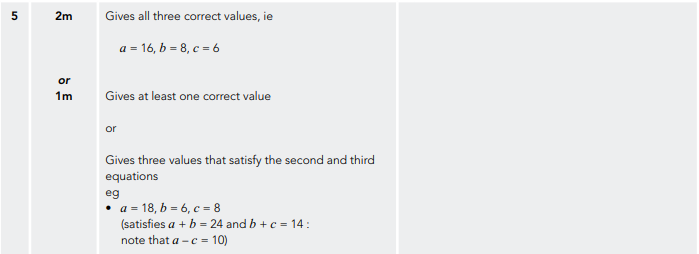 5 2m Gives all three correct values, ie
a = 16, b = 8, c = 6
or
1m Gives at least one correct value
or
Gives three values that satisfy the second and third
equations
eg
• a = 18, b = 6, c = 8
(satisfies a + b = 24 and b + c = 14 :
note that a – c = 10)